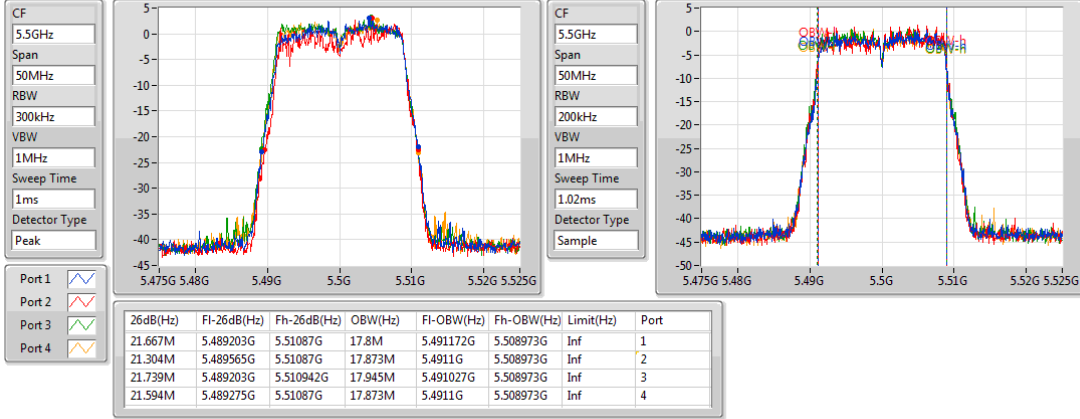 CF
5.5GHz
Span
50MHz
RBW
300kHz
VBW
1MHz
Sweep Time
1ms
Detector Type
Peak
5
0
-5
-10
-15
-20
-25
-30
-35
-40
-45
5.475G 5.48G 5.49G 5.5G 5.51G 5.52G 5.525G
CF
5.5GHz
Span
50MHz
RBW
200kHz
VBW
1MHz
Sweep Time
1.02ms
Detector Type
Sample
5
0
-5
-10
-15
-20
-25
-30
-35
-40
-45
-50
5.475G 5.48G 5.49G 5.5G 5.51G 5.52G 5.525G
Port 1
Port 2
Port 3
Port 4
26dB(Hz) Fl-26dB(Hz) Fh-26dB(Hz) OBW(Hz) Fl-OBW(Hz) Fh-OBW(Hz) Limit(Hz) Port
21.667M 5.489203G 5.51087G 17.8M 5.491172G 5.508973G Inf 1
21.304M 5.489565G 5.51087G 17.873M 5.4911G 5.508973G Inf 2
21.739M 5.489203G 5.510942G 17.945M 5.491027G 5.508973G Inf 3
21.594M 5.489275G 5.51087G 17.873M 5.4911G 5.508973G Inf 4